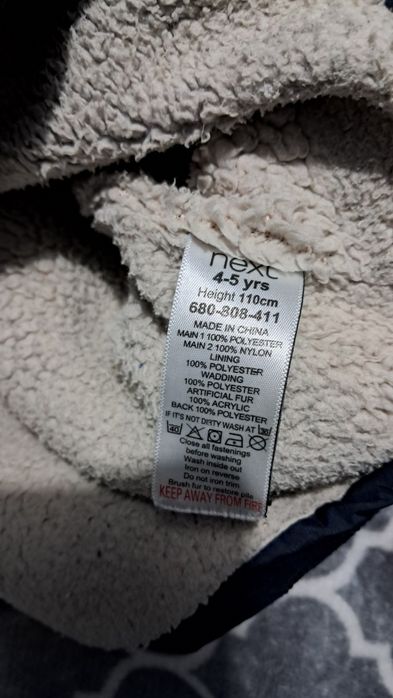 next
4-5 yrs
Height 110cm
680-808-411
MADE IN CHINA
MAIN 1 100% POLYESTER
MAIN 2 100% NYLON
LINING
100% POLYESTER
WADDING
100% POLYESTER
ARTIFICIAL FUR
100% ACRYLIC
BACK 100% POLYESTER
IF IT'S NOT DIRTY WASH AT 30
40
Close all fastenings
before washing
Wash inside out
Iron on reverse
Do not iron trim
Brush fur to restore pile
KEEP AWAY FROM FIRE